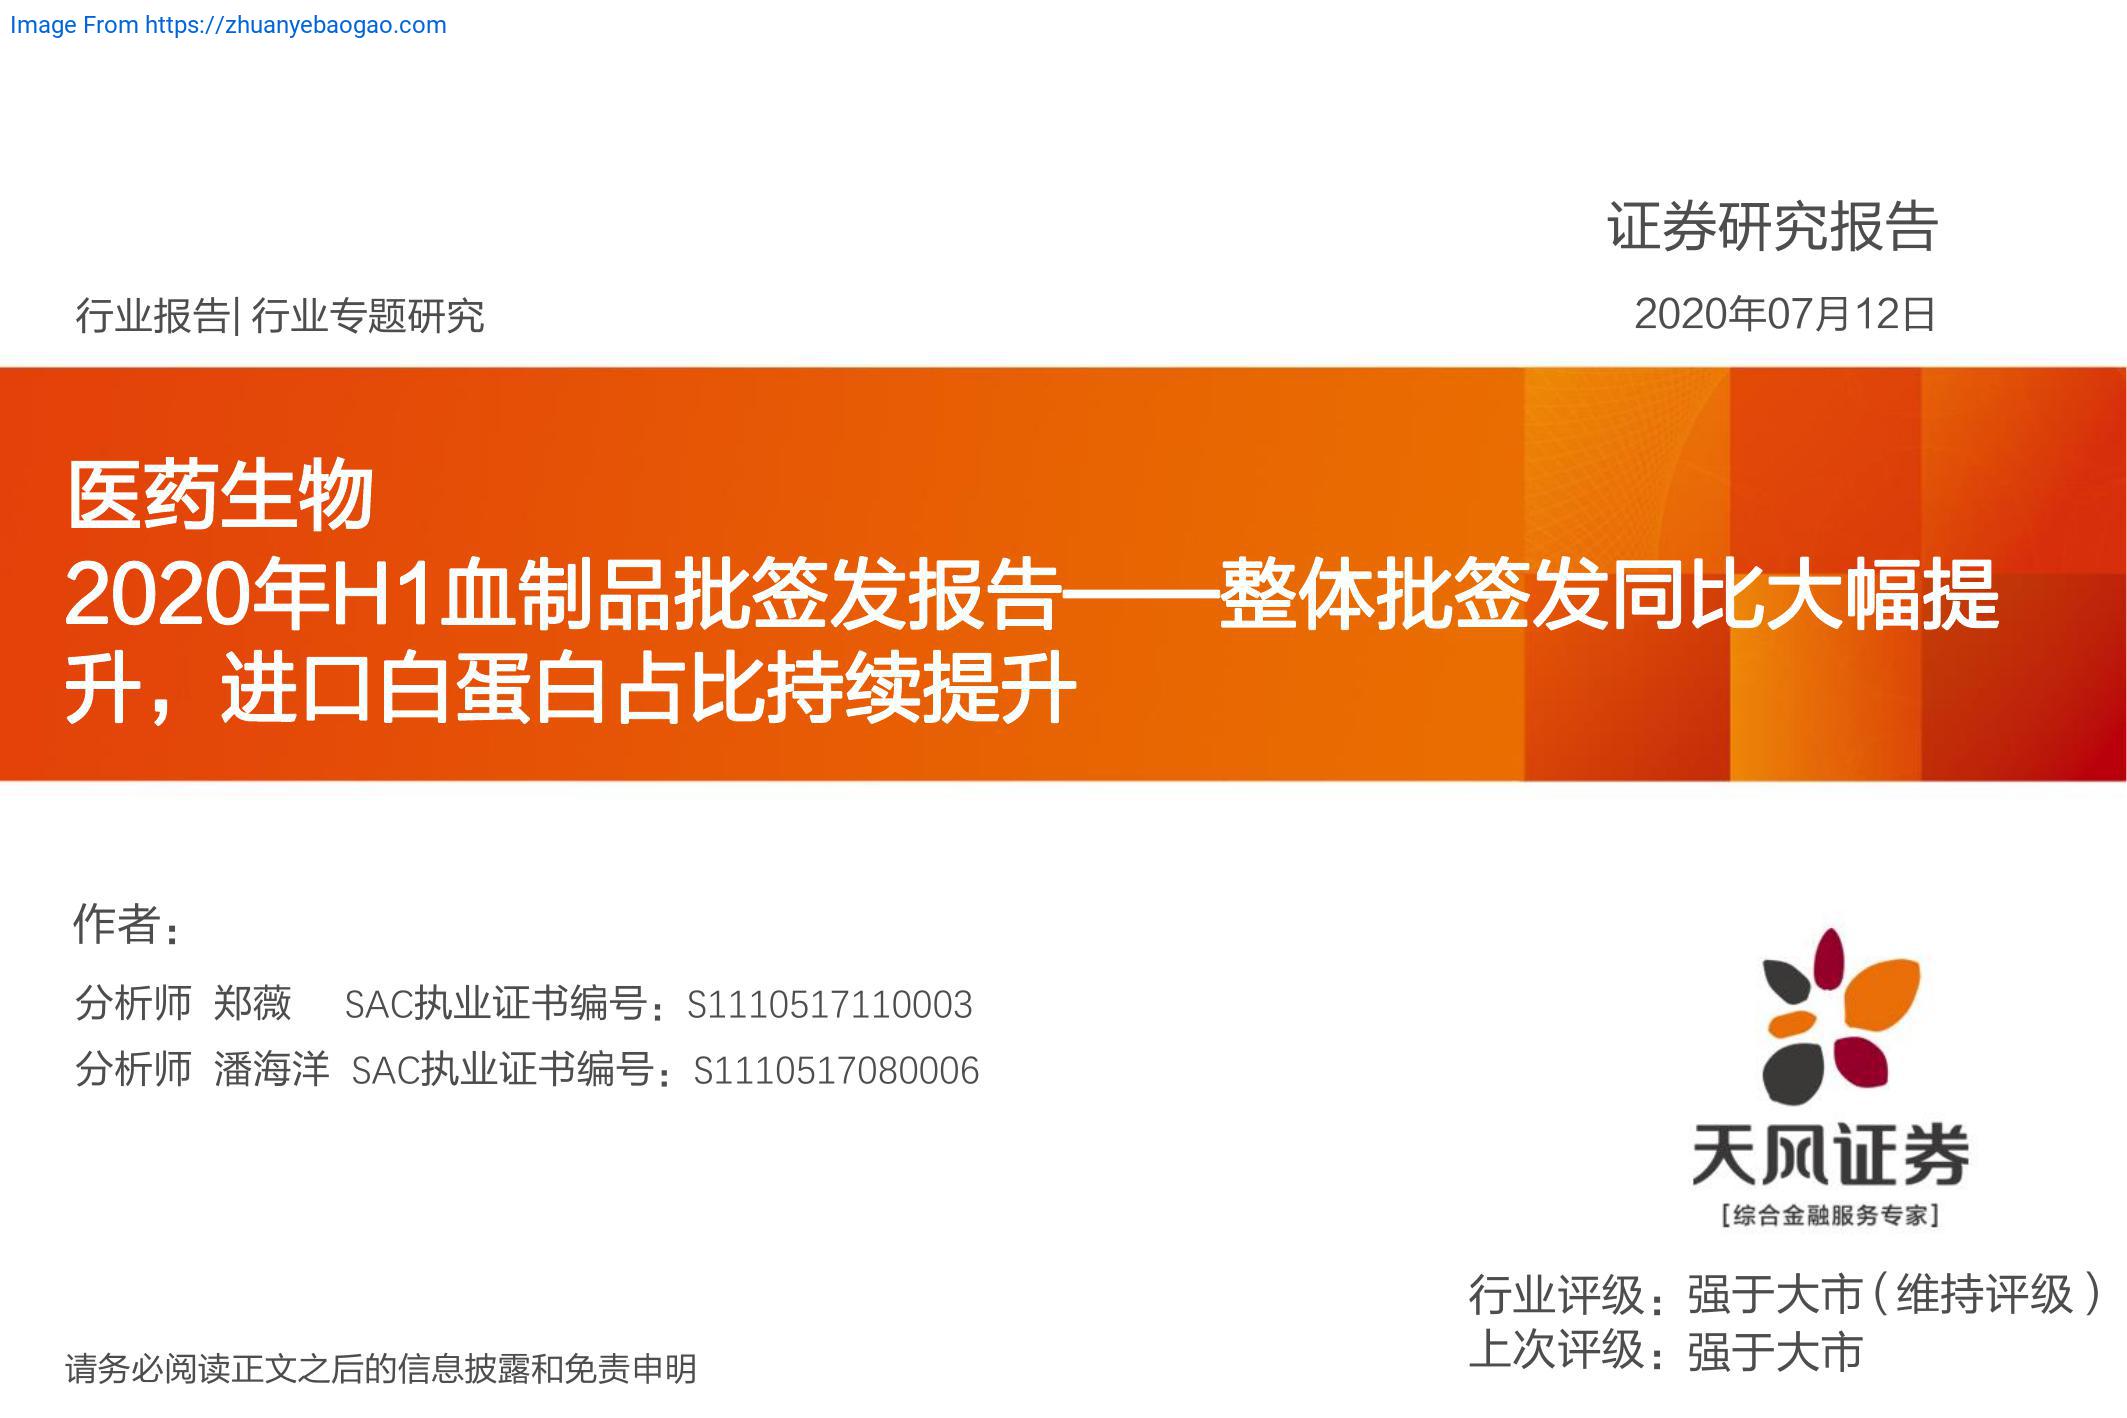 Image From https://zhuanyebaogao.com
证券研究报告
行业报告| 行业专题研究
2020年07月12日
医药生物
2020年H1血制品批签发报告——整体批签发同比大幅提
升，进口白蛋白占比持续提升
作者：
分析师 郑薇 SAC执业证书编号：S1110517110003
分析师 潘海洋 SAC执业证书编号：S1110517080006
天风证券
[综合金融服务专家]
行业评级：强于大市（维持评级）
上次评级：强于大市
请务必阅读正文之后的信息披露和免责申明